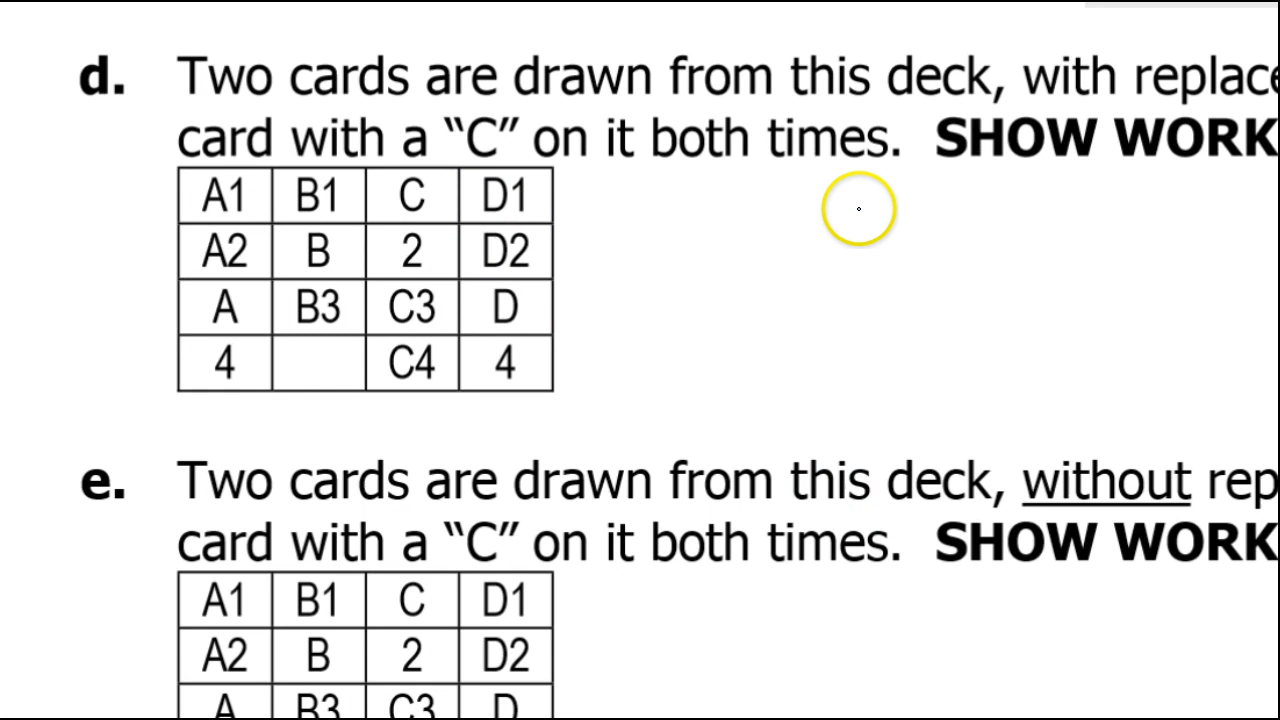 d. Two cards are drawn from this deck, with replace
card with a “C” on it both times. SHOW WORK
A1 B1 C D1
A2 B 2 D2
A B3 C3 D
4 C4 4
e. Two cards are drawn from this deck, without rep
card with a “C” on it both times. SHOW WORK
A1 B1 C D1
A2 B 2 D2
A B3 C3 D